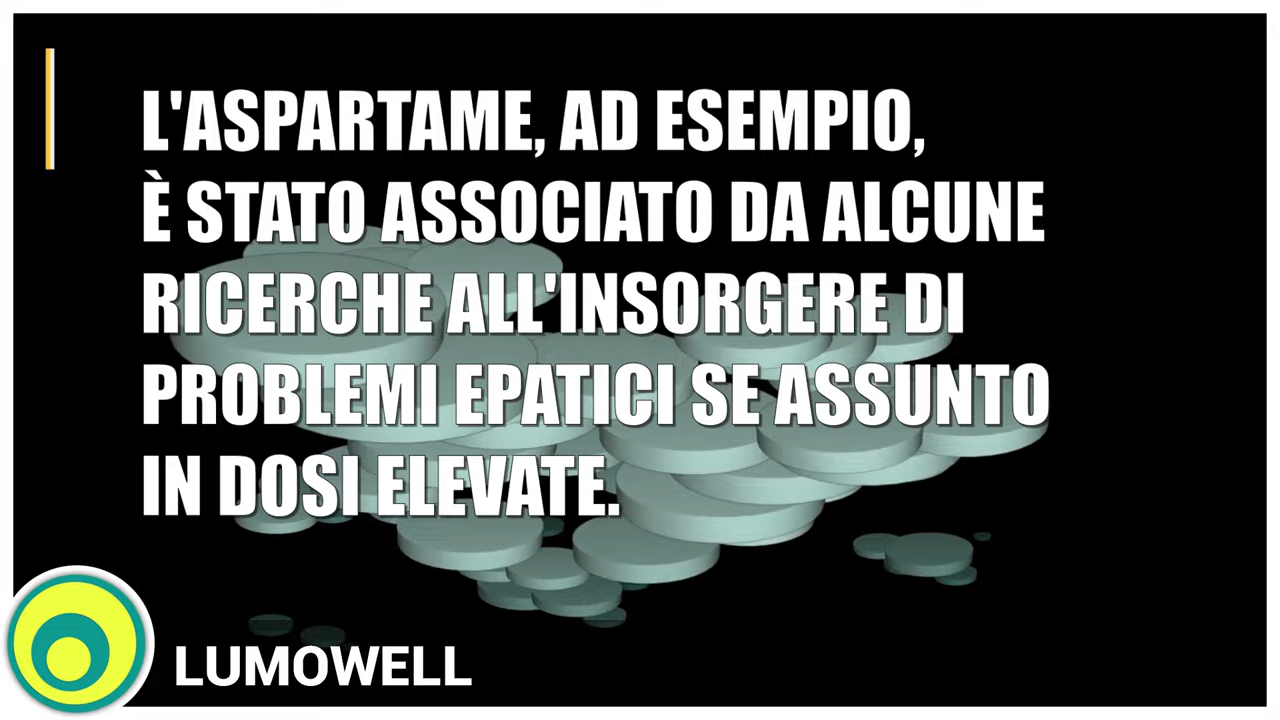 L'ASPARTAME, AD ESEMPIO,
È STATO ASSOCIATO DA ALCUNE
RICERCHE ALL'INSORGERE DI
PROBLEMI EPATICI SE ASSUNTO
IN DOSI ELEVATE.
LUMOWELL